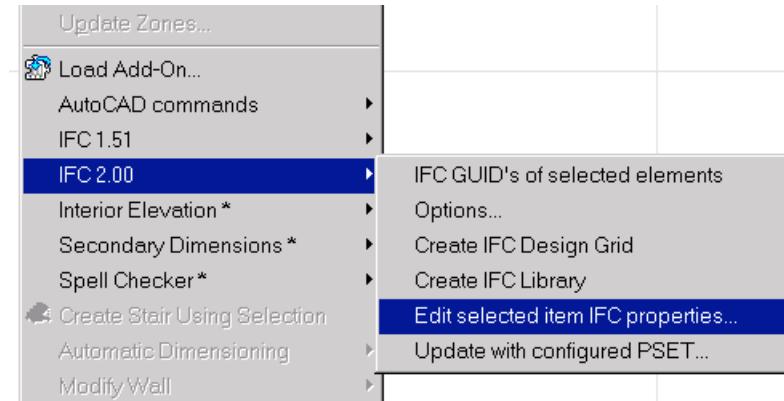 Update Zones...
Load Add-On...
AutoCAD commands
IFC 1.51
IFC 2.00
Interior Elevation *
Secondary Dimensions *
Spell Checker *
Create Stair Using Selection
Automatic Dimensioning
Modify Wall
IFC GUID's of selected elements
Options...
Create IFC Design Grid
Create IFC Library
Edit selected item IFC properties...
Update with configured PSET...